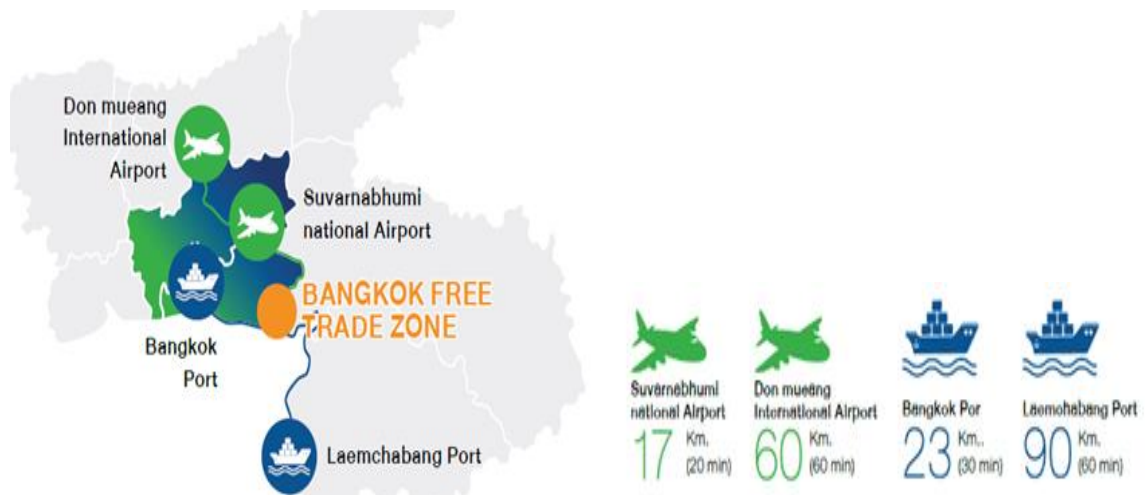 Don mueang
International
Airport
Suvarnabhumi
national Airport
BANGKOK FREE
TRADE ZONE
Bangkok
Port
Laemchabang Port
Suvarnabhumi
national Airport
17 Km.
(20 min)
Don mueang
International Airport
60 Km.
(60 min)
Bangkok Por
23 Km..
(30 min)
Laemchabang Port
90 Km.
(60 min)